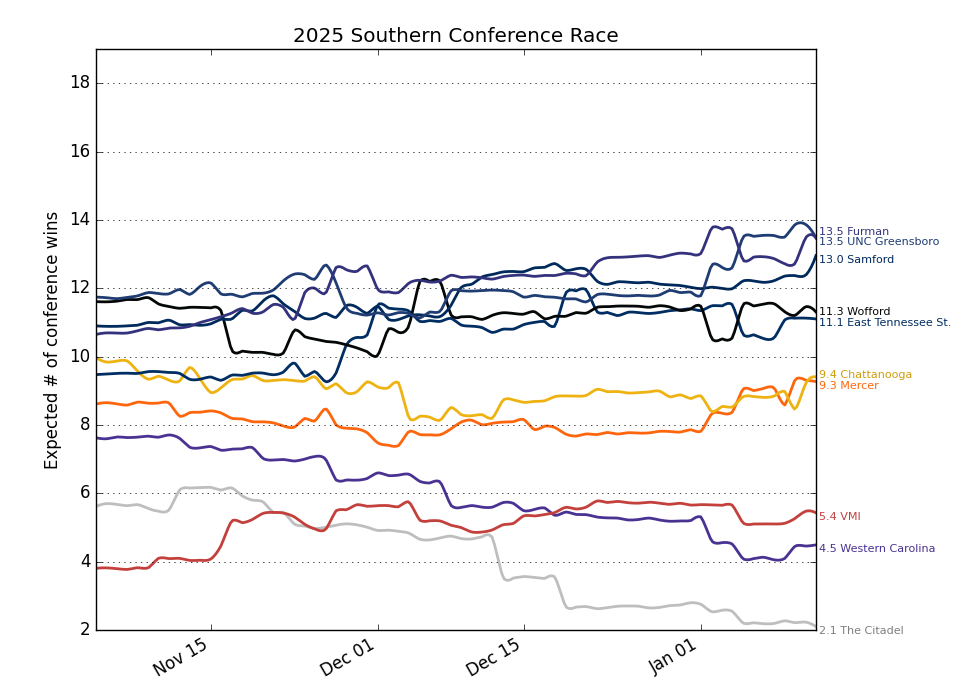 2025 Southern Conference Race
Expected # of conference wins
18
16
14
12
10
8
6
4
2
Nov 15
Dec 01
Dec 15
Jan 01
13.5 Furman
13.5 UNC Greensboro
13.0 Samford
11.3 Wofford
11.1 East Tennessee St.
9.4 Chattanooga
9.3 Mercer
5.4 VMI
4.5 Western Carolina
2.1 The Citadel